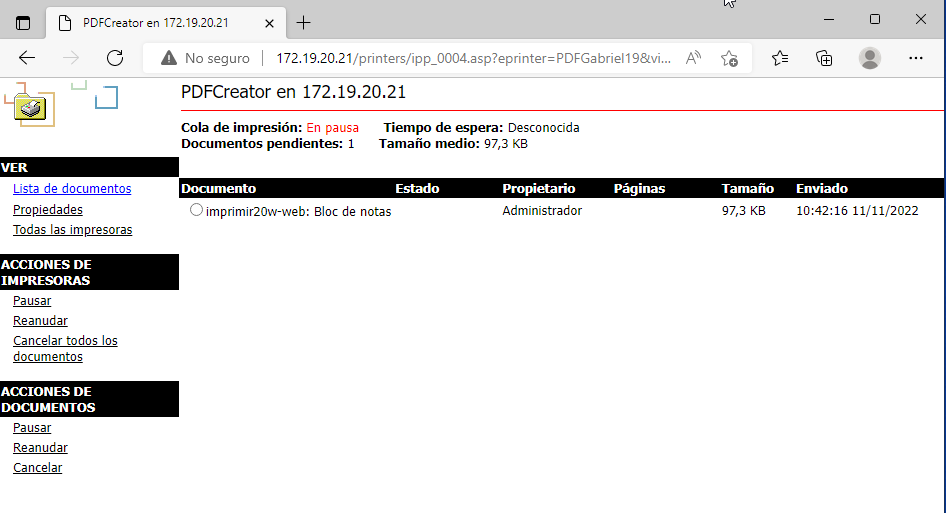 PDFCreator en 172.19.20.21
No seguro
172.19.20.21/printers/ipp_0004.asp?eprinter=PDFGabriel19&vi...
PDFCreator en 172.19.20.21
Cola de impresión: En pausa Tiempo de espera: Desconocida
Documentos pendientes: 1 Tamaño medio: 97,3 KB
VER
Lista de documentos
Propiedades
Todas las impresoras
ACCIONES DE
IMPRESORAS
Pausar
Reanudar
Cancelar todos los
documentos
ACCIONES DE
DOCUMENTOS
Pausar
Reanudar
Cancelar
Documento Estado Propietario Páginas Tamaño Enviado
imprimir20w-web: Bloc de notas Administrador 97,3 KB 10:42:16 11/11/2022